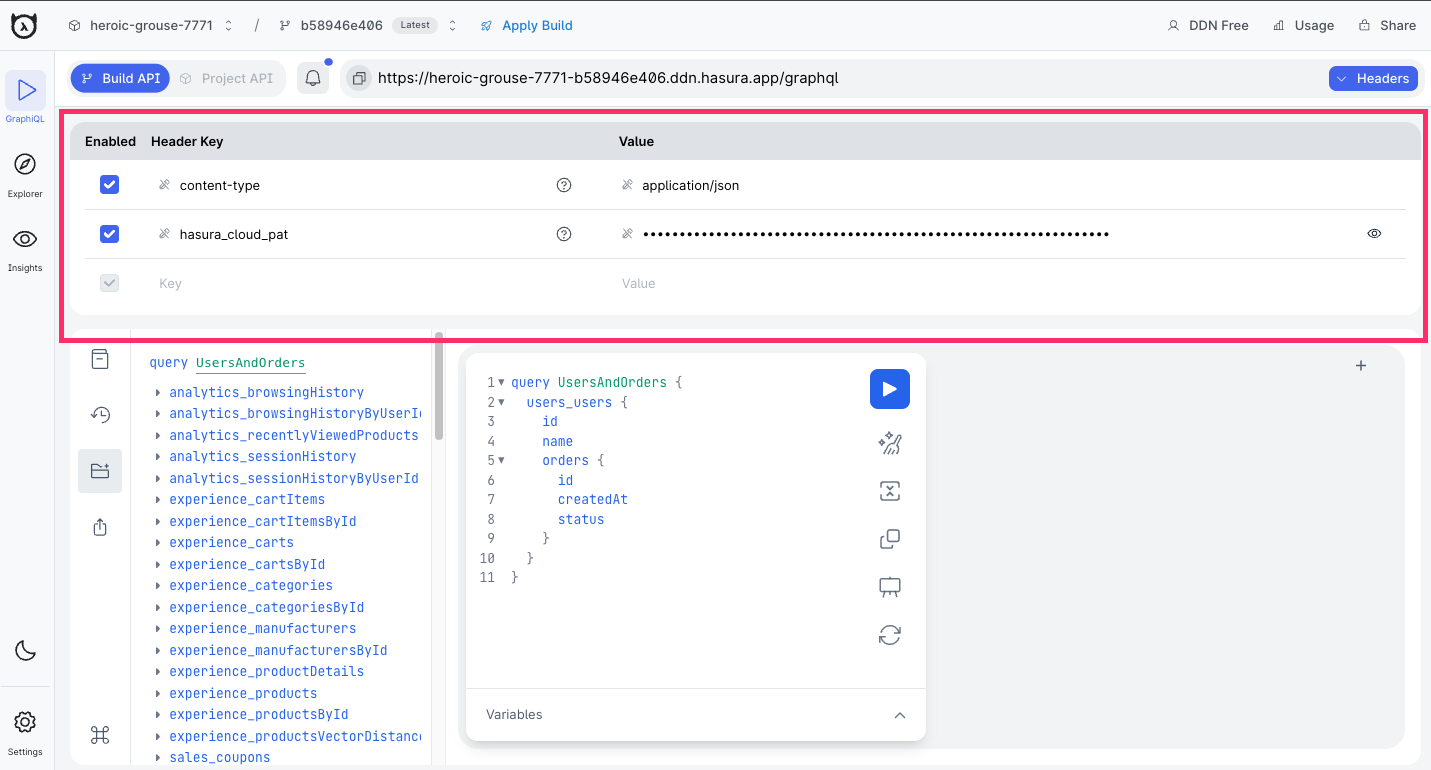 heroic-grouse-7771 / b58946e406 Latest Apply Build DDN Free Usage Share
Build API Project API https://heroic-grouse-7771-b58946e406.ddn.hasura.app/graphql Headers
GraphiQL
Explorer
Insights
Settings
Enabled Header Key Value
content-type application/json
hasura_cloud_pat ••••••••••••••••••••••••••••••••••••••••••••••••••••••••••••••••
Key Value
query UsersAndOrders
analytics_browsingHistory
analytics_browsingHistoryByUserId
analytics_recentlyViewedProducts
analytics_sessionHistory
analytics_sessionHistoryByUserId
experience_cartItems
experience_cartItemsById
experience_carts
experience_cartsById
experience_categories
experience_categoriesById
experience_manufacturers
experience_manufacturersById
experience_productDetails
experience_products
experience_productsById
experience_productsVectorDistance
sales_coupons
1 query UsersAndOrders {
2 users_users {
3 id
4 name
5 orders {
6 id
7 createdAt
8 status
9 }
10 }
11 }
Variables